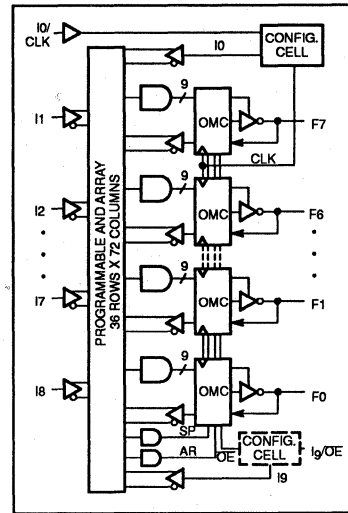 I0/
CLK
I0
CONFIG.
CELL
PROGRAMMABLE AND ARRAY
36 ROWS X 72 COLUMNS
9
I1
OMC
F7
CLK
9
I2
OMC
F6
9
I7
OMC
F1
9
I8
OMC
F0
SP
AR
OE
CONFIG.
CELL
I9/OE
I9